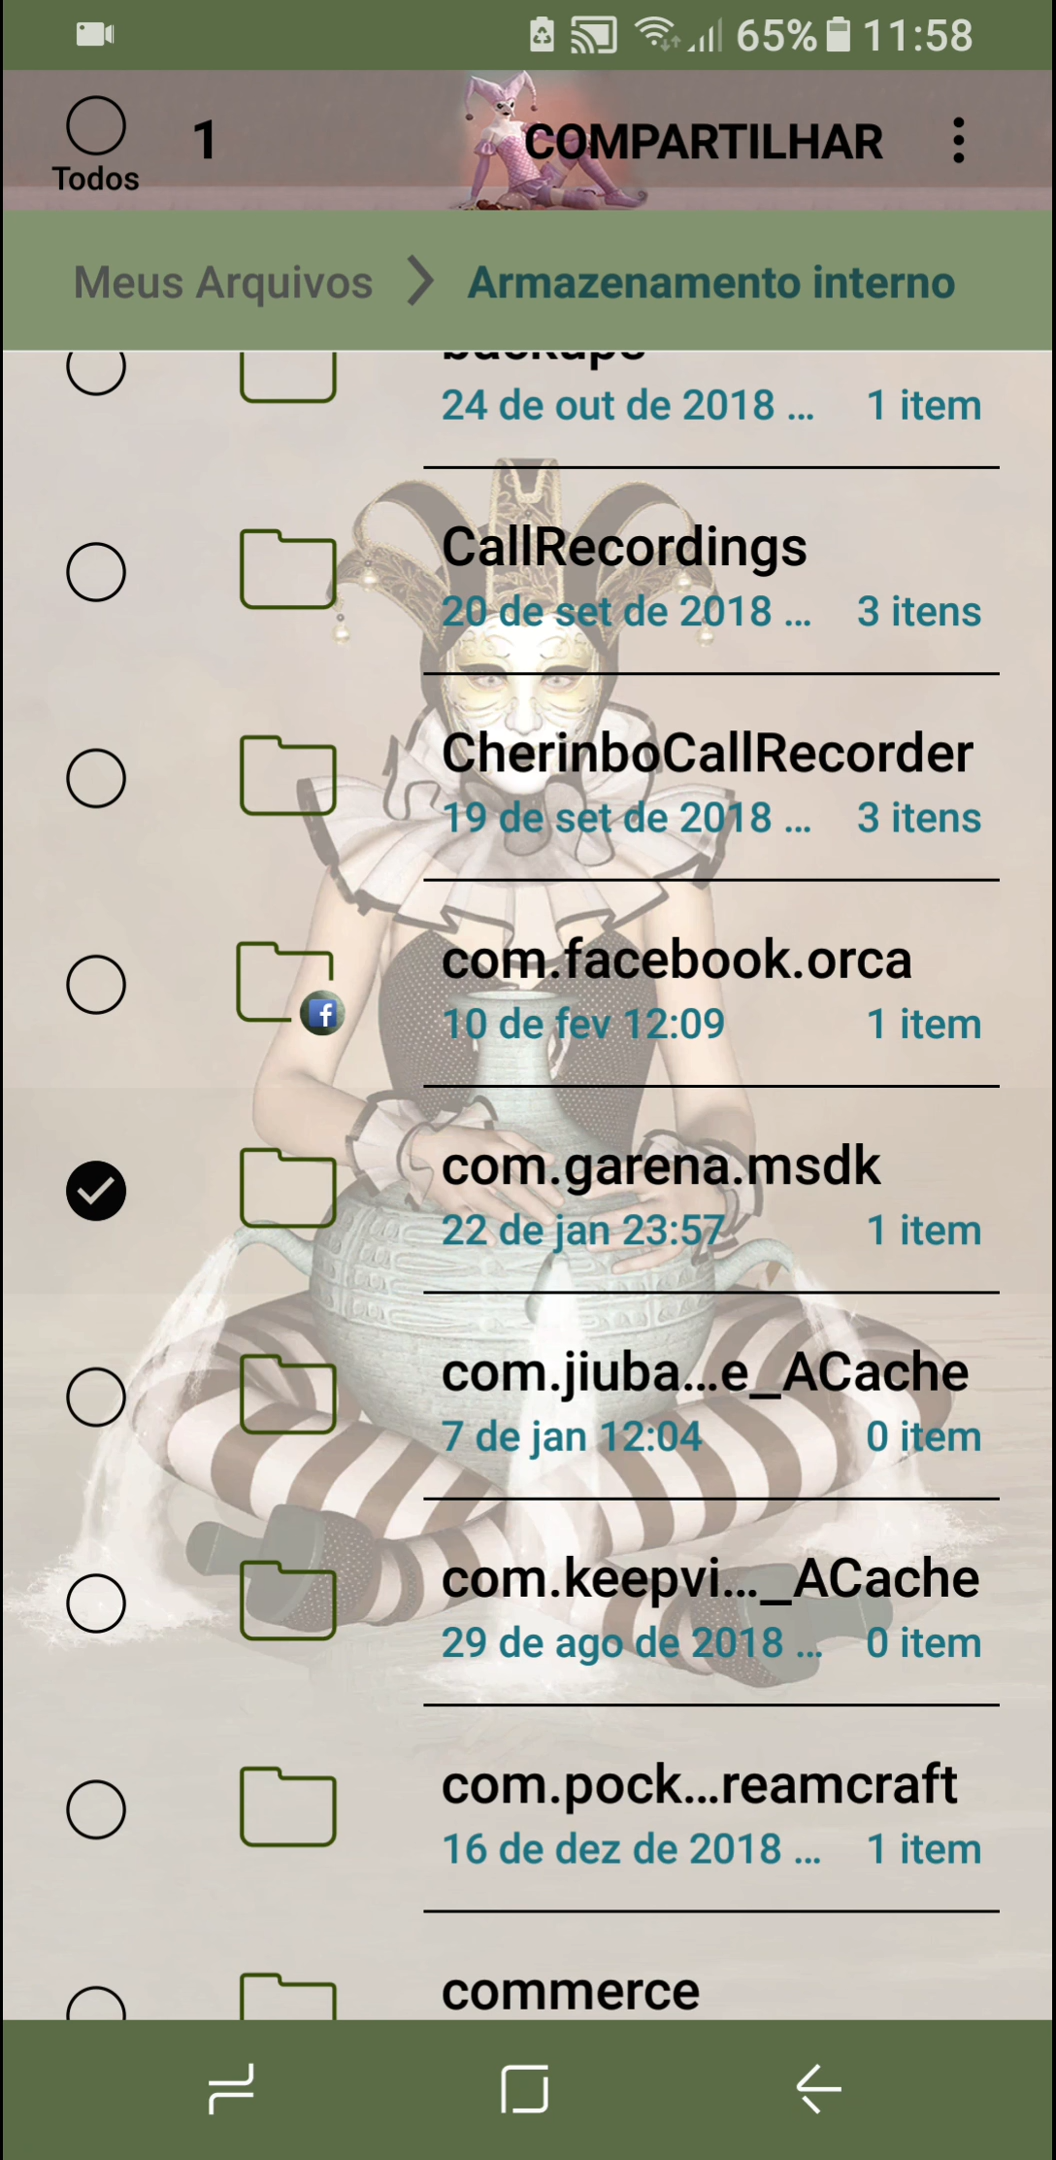 65% 11:58
Todos
1
COMPARTILHAR
Meus Arquivos
Armazenamento interno
backups
24 de out de 2018 ... 1 item
CallRecordings
20 de set de 2018 ... 3 itens
CherinboCallRecorder
19 de set de 2018 ... 3 itens
com.facebook.orca
10 de fev 12:09 1 item
com.garena.msdk
22 de jan 23:57 1 item
com.jiuba...e_ACache
7 de jan 12:04 0 item
com.keepvi..._ACache
29 de ago de 2018 ... 0 item
com.pock...reamcraft
16 de dez de 2018 ... 1 item
commerce